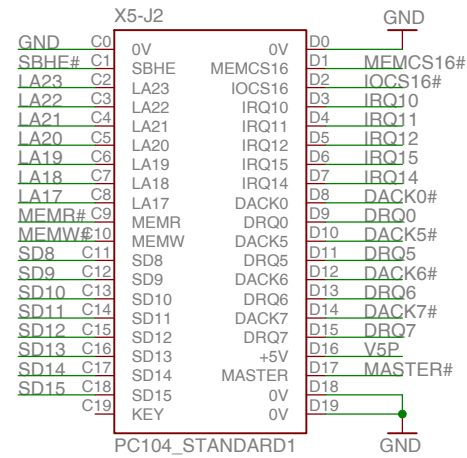 X5-J2 GND
GND C0 0V 0V D0
SBHE# C1 SBHE MEMCS16 D1 MEMCS16#
LA23 C2 LA23 IOCS16 D2 IOCS16#
LA22 C3 LA22 IRQ10 D3 IRQ10
LA21 C4 LA21 IRQ11 D4 IRQ11
LA20 C5 LA20 IRQ12 D5 IRQ12
LA19 C6 LA19 IRQ15 D6 IRQ15
LA18 C7 LA18 IRQ14 D7 IRQ14
LA17 C8 LA17 DACK0 D8 DACK0#
MEMR# C9 MEMR DRQ0 D9 DRQ0
MEMW# C10 MEMW DACK5 D10 DACK5#
SD8 C11 SD8 DRQ5 D11 DRQ5
SD9 C12 SD9 DACK6 D12 DACK6#
SD10 C13 SD10 DRQ6 D13 DRQ6
SD11 C14 SD11 DACK7 D14 DACK7#
SD12 C15 SD12 DRQ7 D15 DRQ7
SD13 C16 SD13 +5V D16 V5P
SD14 C17 SD14 MASTER D17 MASTER#
SD15 C18 SD15 0V D18
C19 KEY 0V D19
PC104_STANDARD1 GND